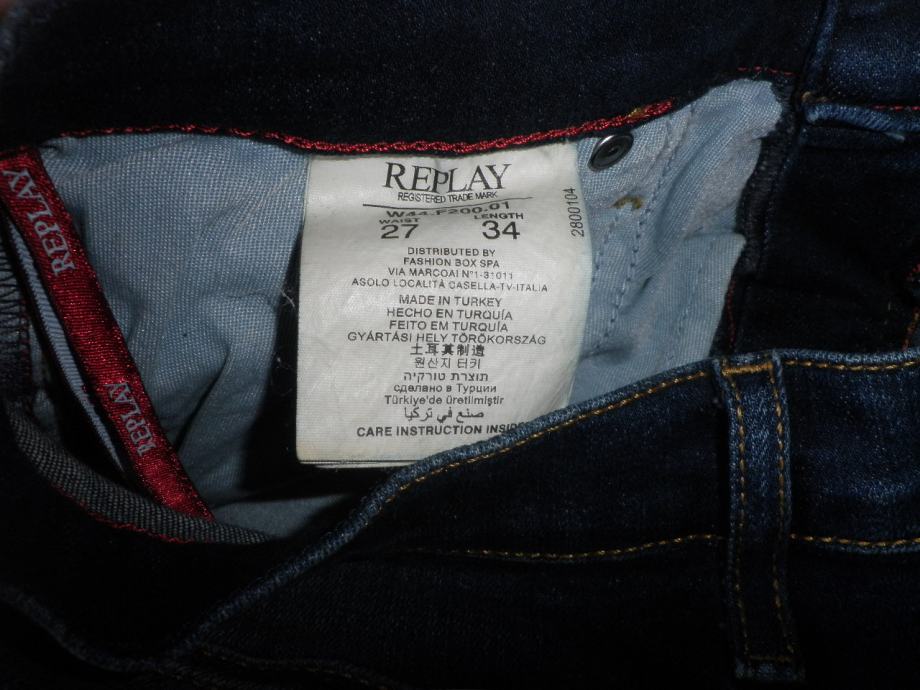 REPLAY
REGISTERED TRADE MARK
W44-F200.01
WAIST LENGTH
27 34
2800104
DISTRIBUTED BY
FASHION BOX SPA
VIA MARCOAI N°1-31011
ASOLO LOCALITÀ CASELLA-TV-ITALIA
MADE IN TURKEY
HECHO EN TURQUÍA
FEITO EM TURQUÍA
GYÁRTÁSI HELY TÖRÖKORSZÁG
土耳其制造
원산지 터키
תוצרת טורקיה
сделано в Турции
Türkiye'de üretilmiştir
صنع في تركيا
CARE INSTRUCTION
REPLAY
REPLAY